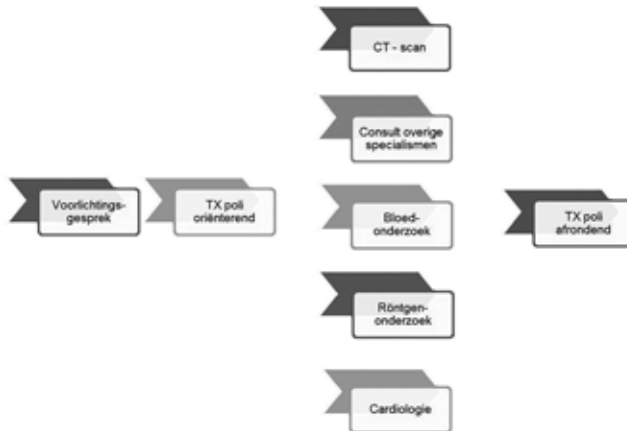 CT - scan
Consult overige
specialismen
Voorlichtings-
gesprek
TX poli
oriënterend
Bloed-
onderzoek
TX poli
afrondend
Röntgen-
onderzoek
Cardiologie